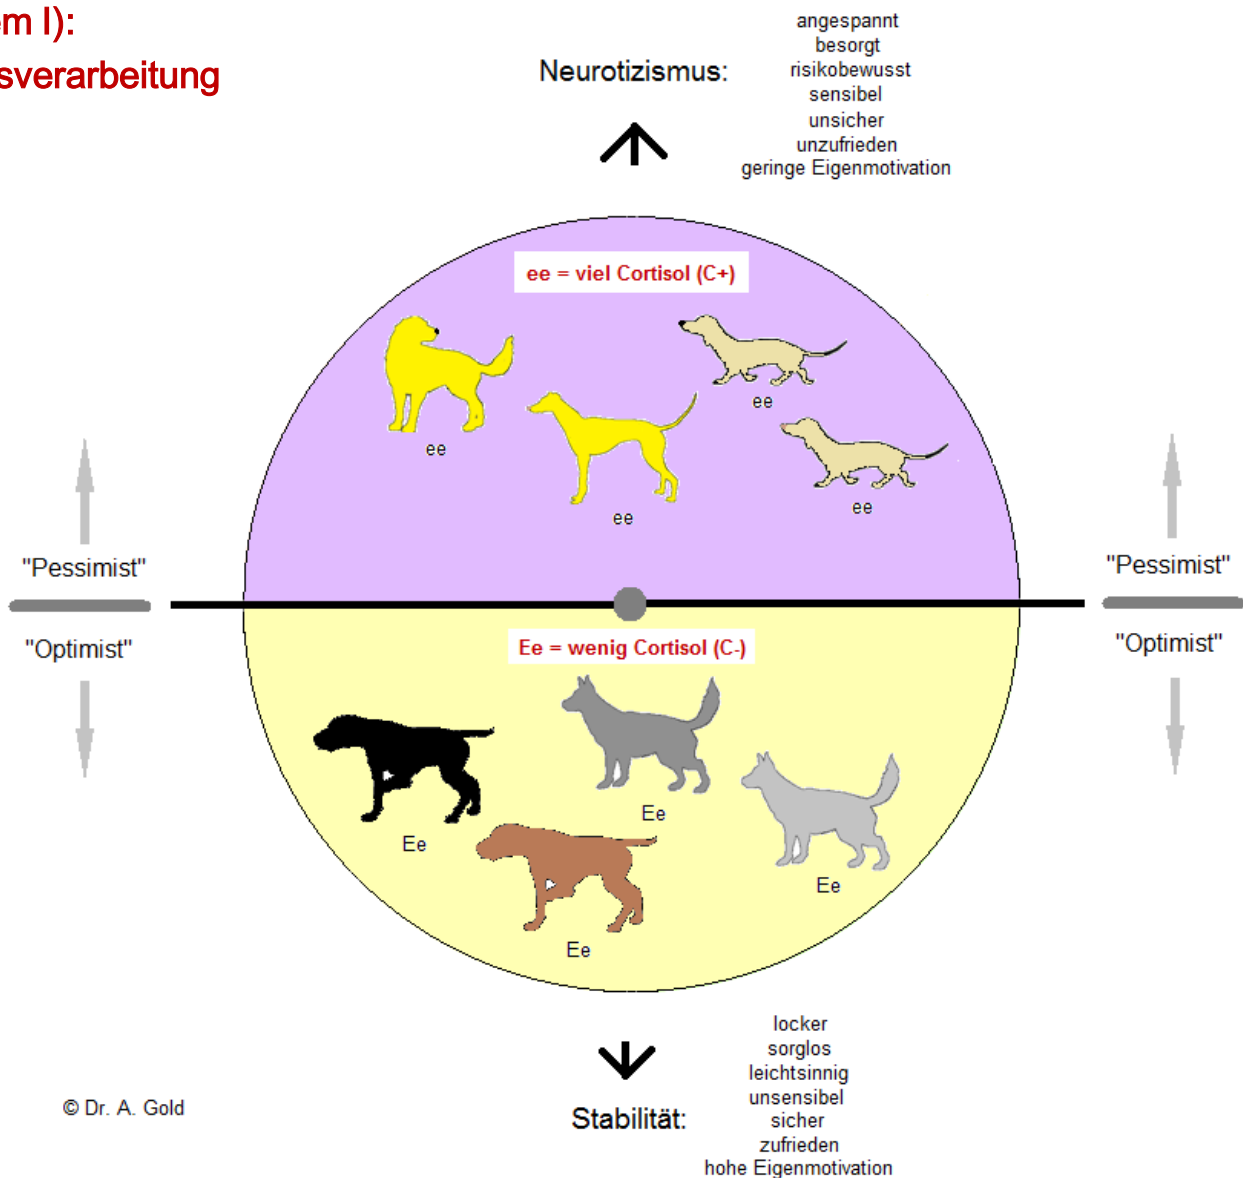 em I):
sverarbeitung
Neurotizismus:
angespannt
besorgt
risikobewusst
sensibel
unsicher
unzufrieden
geringe Eigenmotivation
ee = viel Cortisol (C+)
ee
ee
ee
ee
"Pessimist"
"Optimist"
"Pessimist"
"Optimist"
Ee = wenig Cortisol (C-)
Ee
Ee
Ee
Ee
Stabilität:
locker
sorglos
leichtsinnig
unsensibel
sicher
zufrieden
hohe Eigenmotivation
© Dr. A. Gold